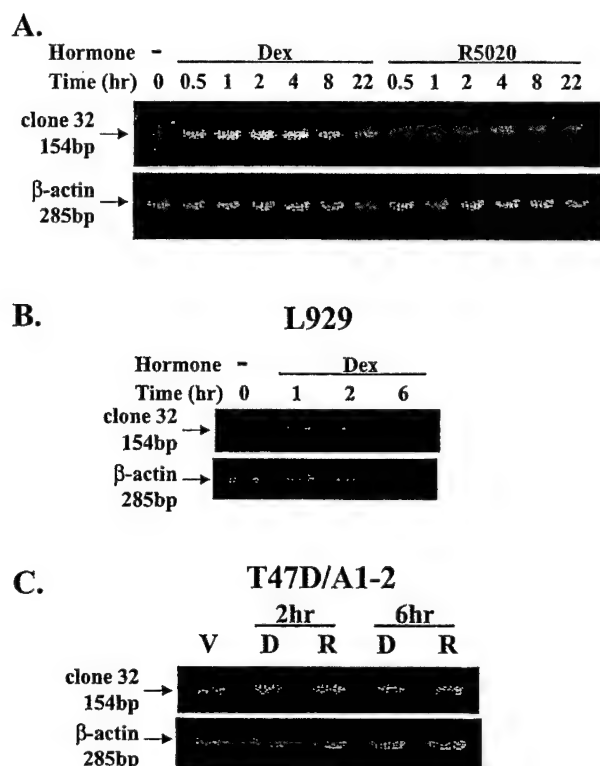 A.
Hormone - Dex R5020
Time (hr) 0 0.5 1 2 4 8 22 0.5 1 2 4 8 22
clone 32
154bp
β-actin
285bp
B.
L929
Hormone - Dex
Time (hr) 0 1 2 6
clone 32
154bp
β-actin
285bp
C.
T47D/A1-2
2hr 6hr
V D R D R
clone 32
154bp
β-actin
285bp